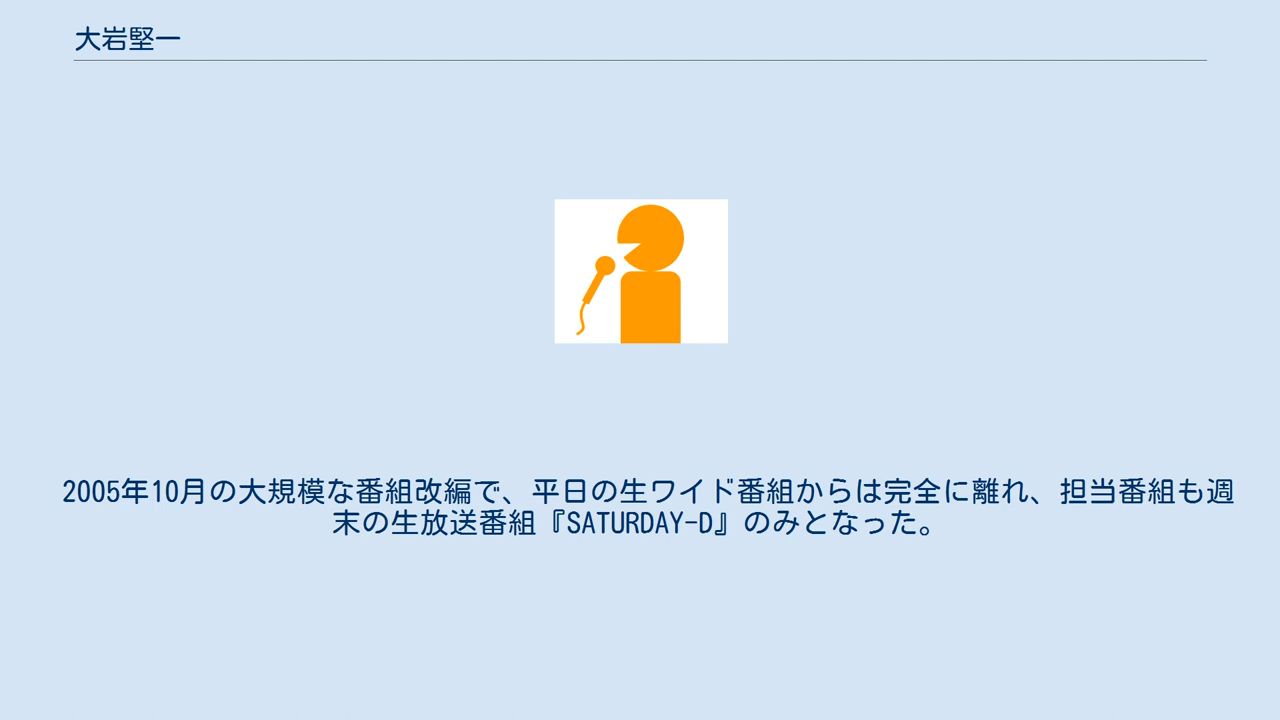 大岩堅一
2005年10月の大規模な番組改編で、平日の生ワイド番組からは完全に離れ、担当番組も週
末の生放送番組『SATURDAY-D』のみとなった。